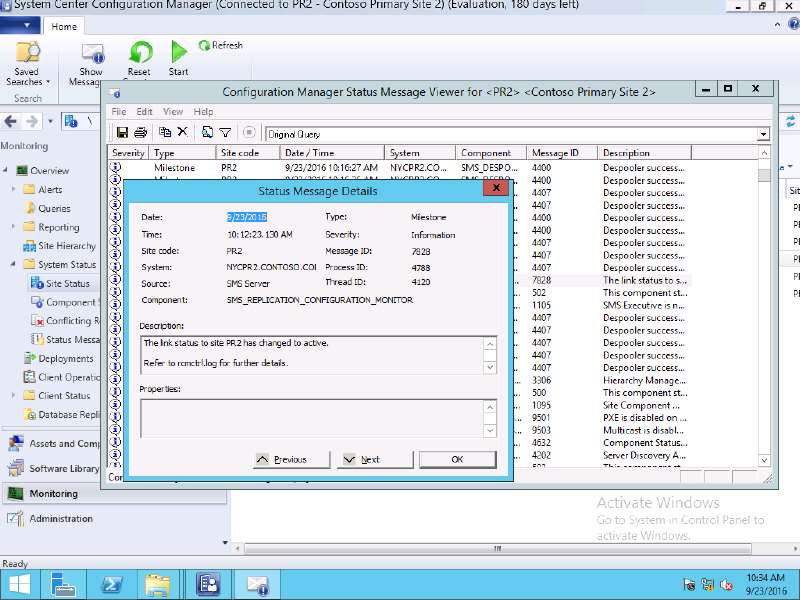 System Center Configuration Manager (Connected to PR2 - Contoso Primary Site 2) (Evaluation, 180 days left)
Home
Saved Searches
Show
Reset
Start
Refresh
Search
Monitoring
Overview
Alerts
Queries
Reporting
Site Hierarchy
System Status
Site Status
Component
Conflicting R
Status Messa
Deployments
Client Operatio
Client Status
Database Repli
Assets and Comp
Software Library
Monitoring
Administration
Ready
Configuration Manager Status Message Viewer for <PR2> <Contoso Primary Site 2>
File Edit View Help
Original Query
Severity Type Site code Date / Time System Component Message ID Description
Milestone PR2 9/23/2016 10:16:27 AM NYCPR2.CO... SMS_DESPO... 4400 Despooler success...
4407 Despooler success...
4400 Despooler success...
4407 Despooler success...
4400 Despooler success...
4407 Despooler success...
4407 Despooler success...
4407 Despooler success...
4407 Despooler success...
7828 The link status to s...
502 This component st...
1105 SMS Executive is n...
4407 Despooler success...
4407 Despooler success...
4407 Despooler success...
4407 Despooler success...
4407 Despooler success...
3306 Hierarchy Manage...
500 This component st...
1095 Site Component ...
9501 PXE is disabled on ...
9503 Multicast is disabl...
4632 Component Status...
4202 Server Discovery A...
Status Message Details
Date: 9/23/2016 Type: Milestone
Time: 10:12:23.130 AM Severity: Information
Site code: PR2 Message ID: 7828
System: NYCPR2.CONTOSO.COI Process ID: 4788
Source: SMS Server Thread ID: 4120
Component: SMS_REPLICATION_CONFIGURATION_MONITOR
Description:
The link status to site PR2 has changed to active.
Refer to rcmctrl.log for further details.
Properties:
Previous Next OK
Activate Windows
Go to System in Control Panel to
activate Windows.
10:34 AM
9/23/2016